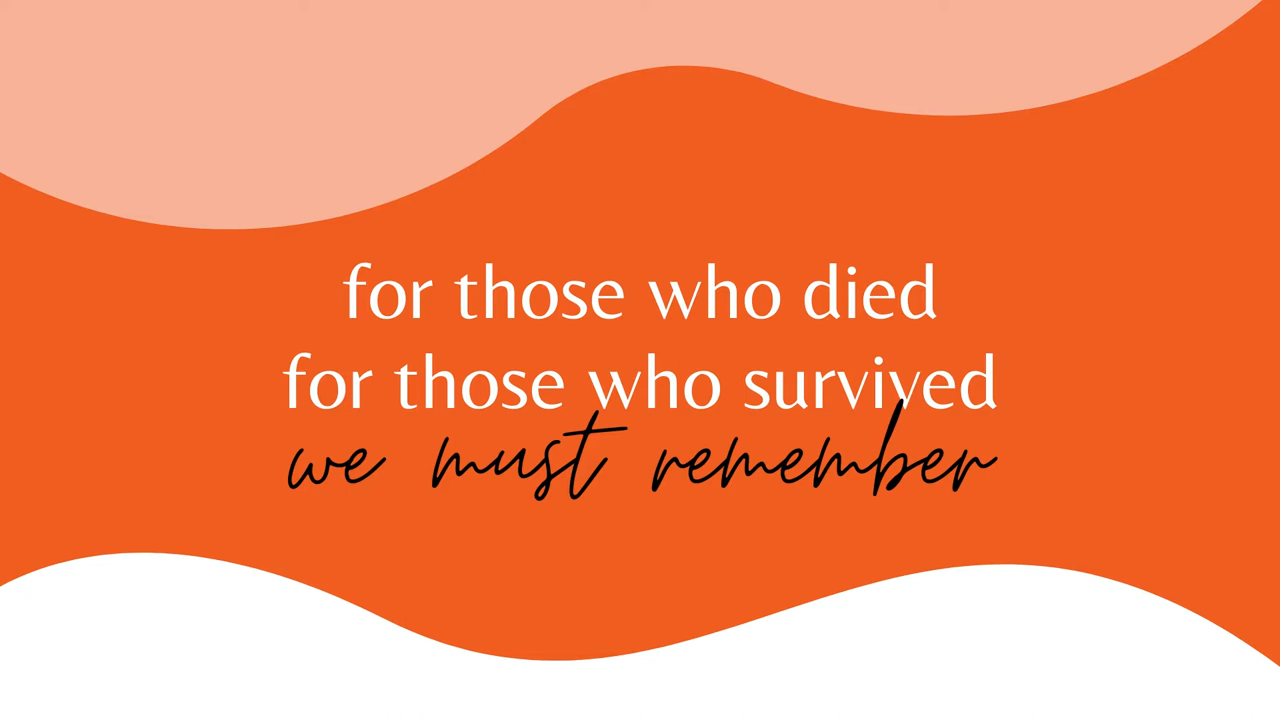 for those who died
for those who survived
we must remember